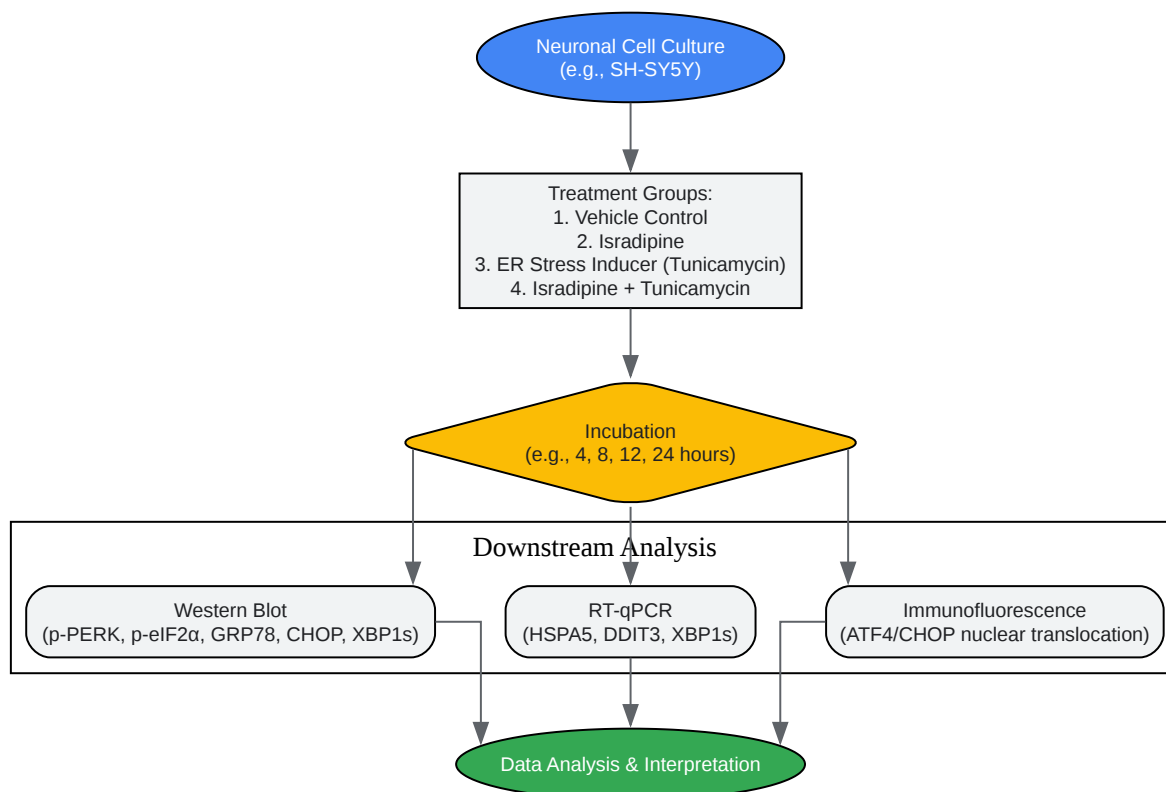 Neuronal Cell Culture
(e.g., SH-SY5Y)
Treatment Groups:
1. Vehicle Control
2. Isradipine
3. ER Stress Inducer (Tunicamycin)
4. Isradipine + Tunicamycin
Incubation
(e.g., 4, 8, 12, 24 hours)
Downstream Analysis
Western Blot
(p-PERK, p-eIF2α, GRP78, CHOP, XBP1s)
RT-qPCR
(HSPA5, DDIT3, XBP1s)
Immunofluorescence
(ATF4/CHOP nuclear translocation)
Data Analysis & Interpretation